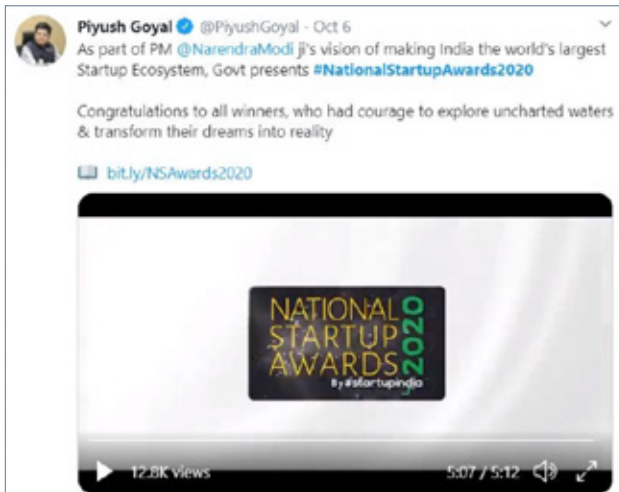 Piyush Goyal @PiyushGoyal - Oct 6
As part of PM @NarendraModi ji's vision of making India the world's largest
Startup Ecosystem, Govt presents #NationalStartupAwards2020
Congratulations to all winners, who had courage to explore uncharted waters
& transform their dreams into reality
bit.ly/NSAwards2020
NATIONAL
STARTUP
AWARDS
2020
By #startupindia
12.8K views 5:07 / 5:12